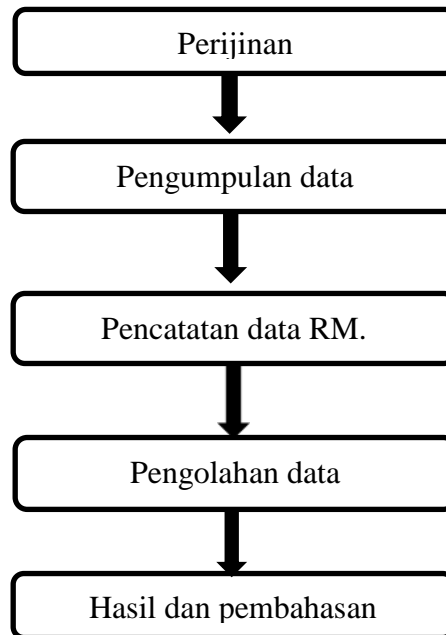 Perijinan
Pengumpulan data
Pencatatan data RM.
Pengolahan data
Hasil dan pembahasan